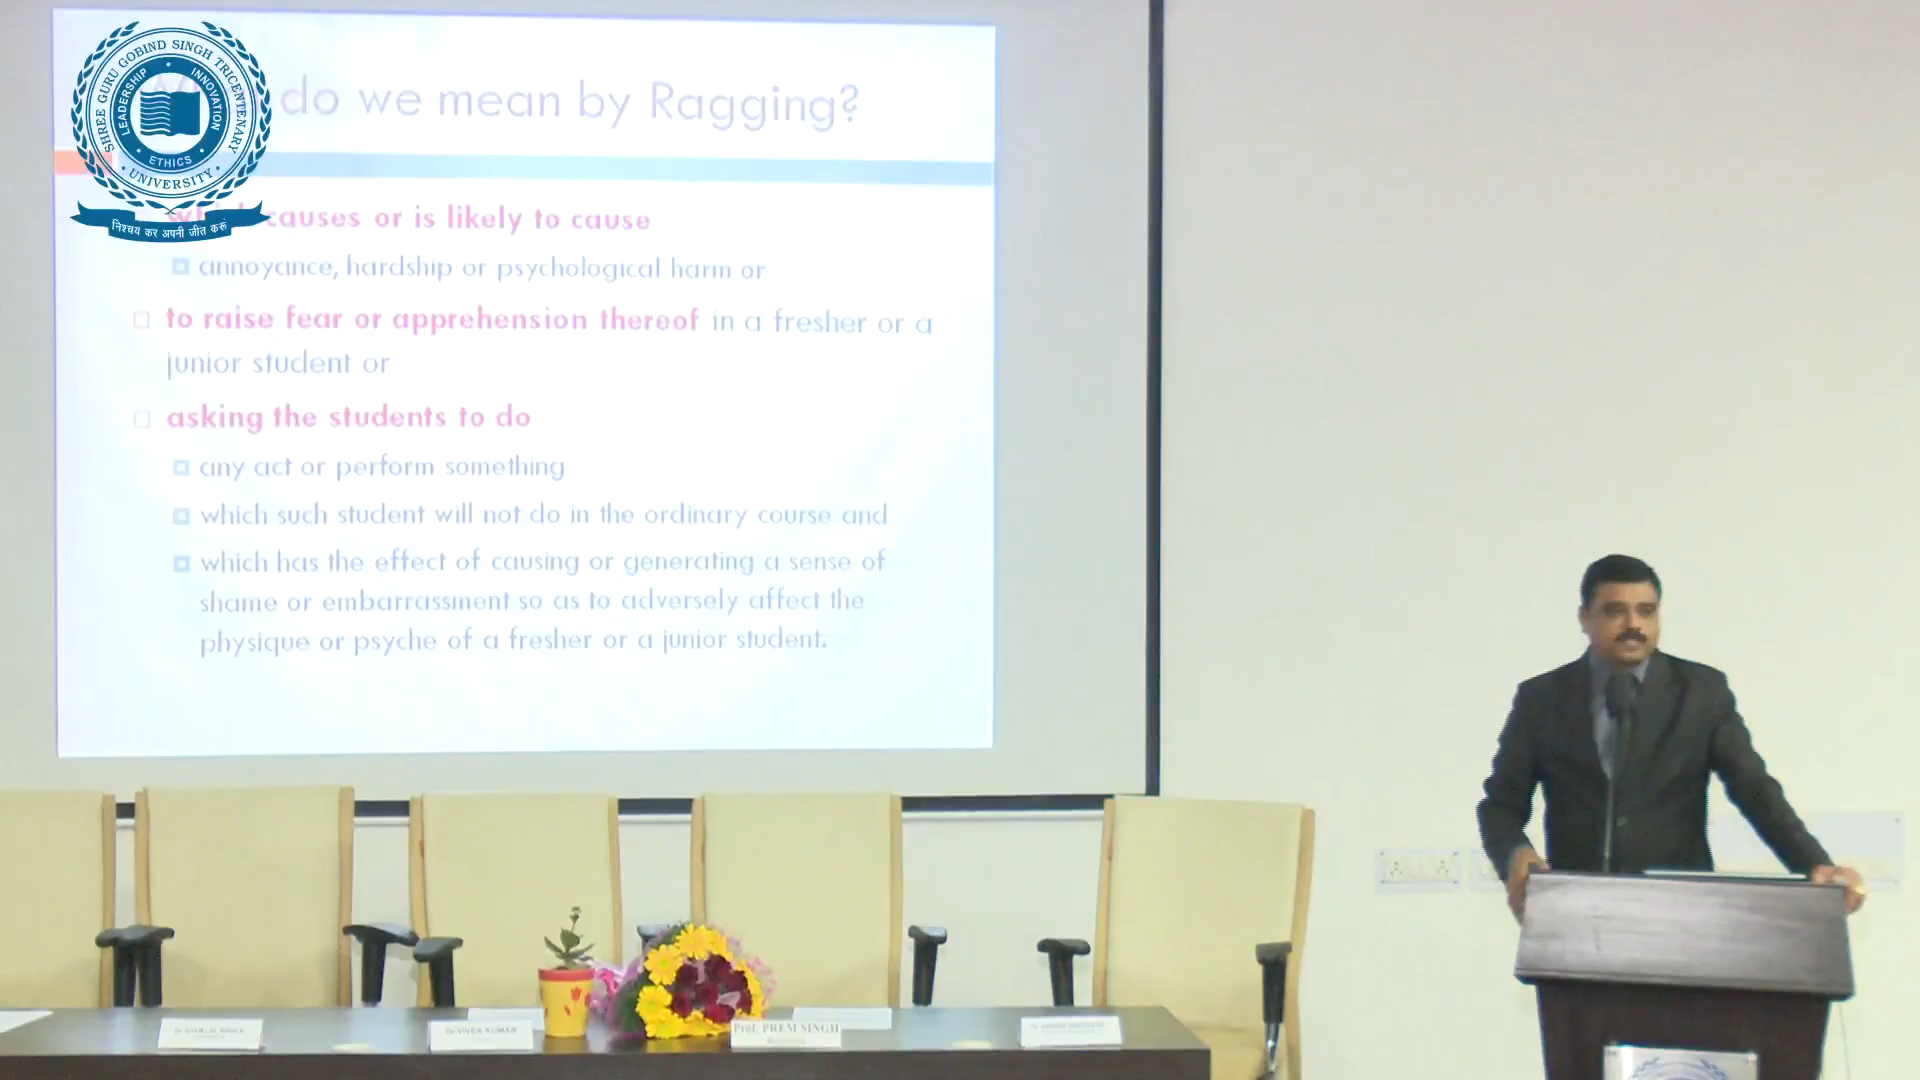 SHREE GURU GOBIND SINGH TRICENTENARY
UNIVERSITY
LEADERSHIP
INNOVATION
ETHICS
निश्चय कर अपनी जीत करूं
do we mean by Ragging?
which causes or is likely to cause
annoyance, hardship or psychological harm or
to raise fear or apprehension thereof in a fresher or a
junior student or
asking the students to do
any act or perform something
which such student will not do in the ordinary course and
which has the effect of causing or generating a sense of
shame or embarrassment so as to adversely affect the
physique or psyche of a fresher or a junior student.
Dr. VIVEK KUMAR
Prof. PREM SINGH